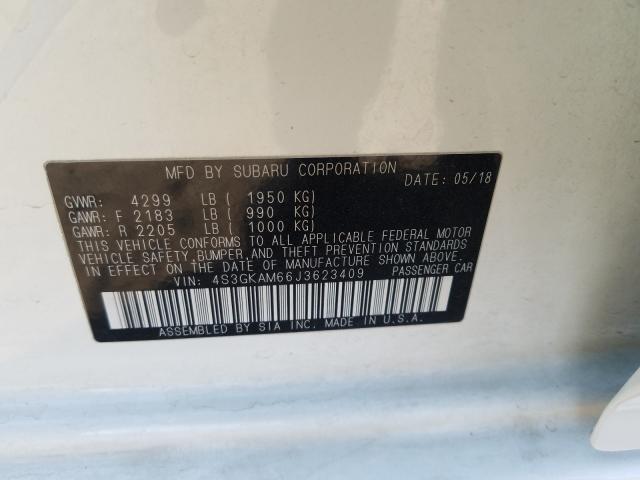 MFD BY SUBARU CORPORATION
DATE: 05/18
GVWR: 4299 LB ( 1950 KG)
GAWR: F 2183 LB ( 990 KG)
GAWR: R 2205 LB ( 1000 KG)
THIS VEHICLE CONFORMS TO ALL APPLICABLE FEDERAL MOTOR
VEHICLE SAFETY, BUMPER, AND THEFT PREVENTION STANDARDS
IN EFFECT ON THE DATE OF MANUFACTURE SHOWN ABOVE.
VIN: 4S3GKAM66J3623409 PASSENGER CAR
ASSEMBLED BY SIA INC. MADE IN U.S.A.